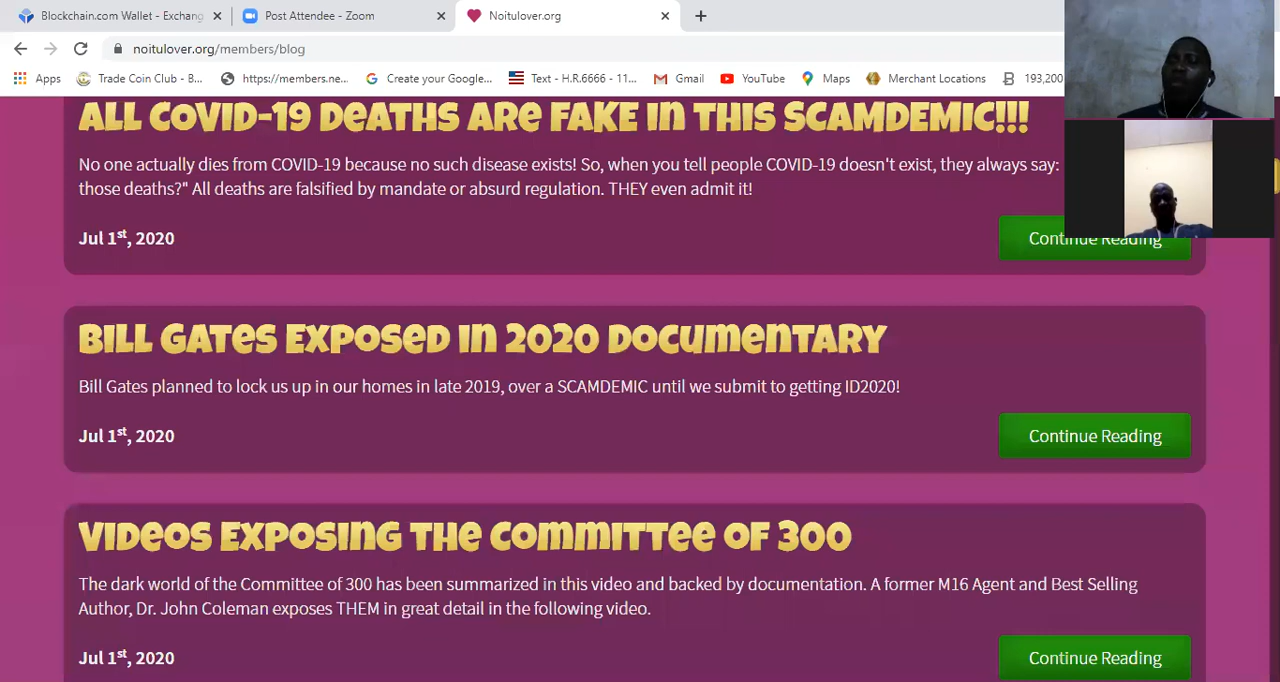 Blockchain.com Wallet - Exchang
Post Attendee - Zoom
Noitulover.org
noitulover.org/members/blog
Apps
Trade Coin Club - B...
https://members.ne...
Create your Google...
Text - H.R.6666 - 11...
Gmail
YouTube
Maps
Merchant Locations
193,200
ALL COVID-19 DEATHS ARE FAKE IN THIS SCAMDEMIC!!!
No one actually dies from COVID-19 because no such disease exists! So, when you tell people COVID-19 doesn't exist, they always say:
those deaths?" All deaths are falsified by mandate or absurd regulation. THEY even admit it!
Jul 1st, 2020
Continue Reading
Bill Gates Exposed in 2020 Documentary
Bill Gates planned to lock us up in our homes in late 2019, over a SCAMDEMIC until we submit to getting ID2020!
Jul 1st, 2020
Continue Reading
Videos Exposing the Committee of 300
The dark world of the Committee of 300 has been summarized in this video and backed by documentation. A former M16 Agent and Best Selling
Author, Dr. John Coleman exposes THEM in great detail in the following video.
Jul 1st, 2020
Continue Reading